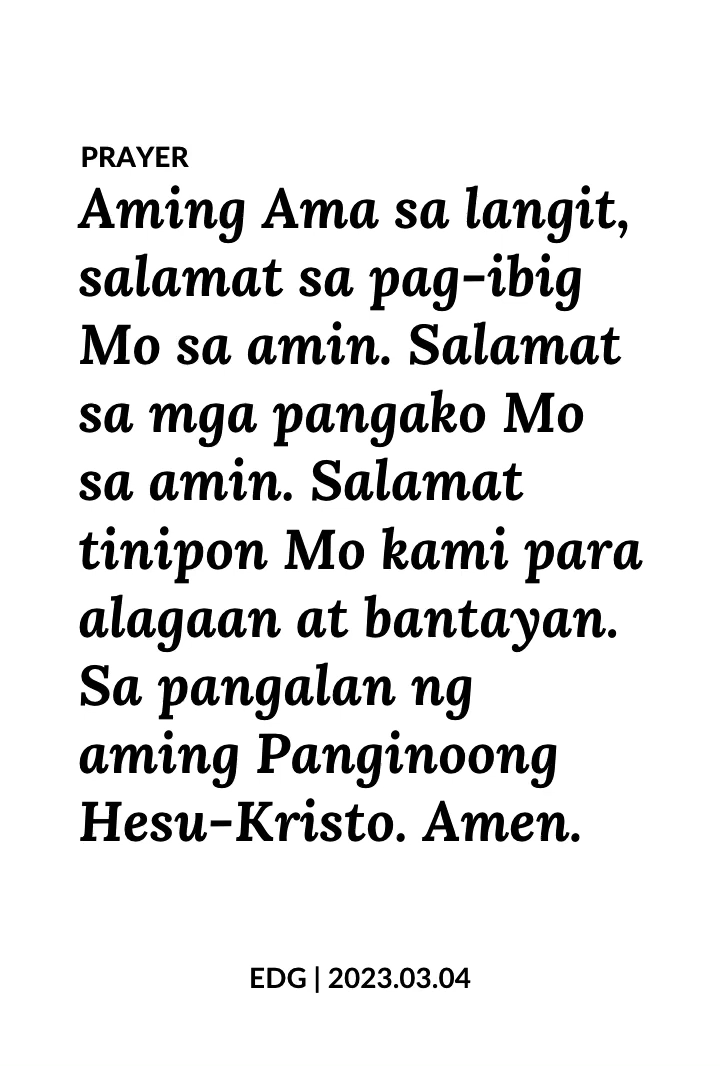 PRAYER
Aming Ama sa langit,
salamat sa pag-ibig
Mo sa amin. Salamat
sa mga pangako Mo
sa amin. Salamat
tinipon Mo kami para
alagaan at bantayan.
Sa pangalan ng
aming Panginoong
Hesu-Kristo. Amen.
EDG | 2023.03.04